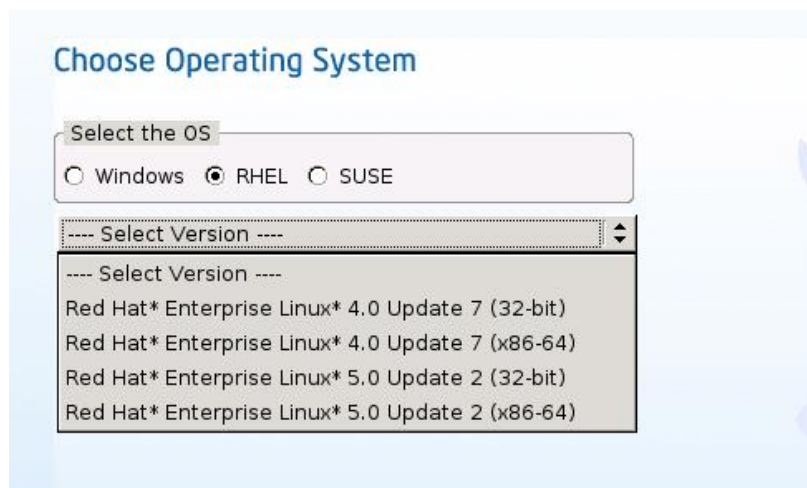 Choose Operating System
Select the OS
Windows RHEL SUSE
---- Select Version ----
---- Select Version ----
Red Hat* Enterprise Linux* 4.0 Update 7 (32-bit)
Red Hat* Enterprise Linux* 4.0 Update 7 (x86-64)
Red Hat* Enterprise Linux* 5.0 Update 2 (32-bit)
Red Hat* Enterprise Linux* 5.0 Update 2 (x86-64)